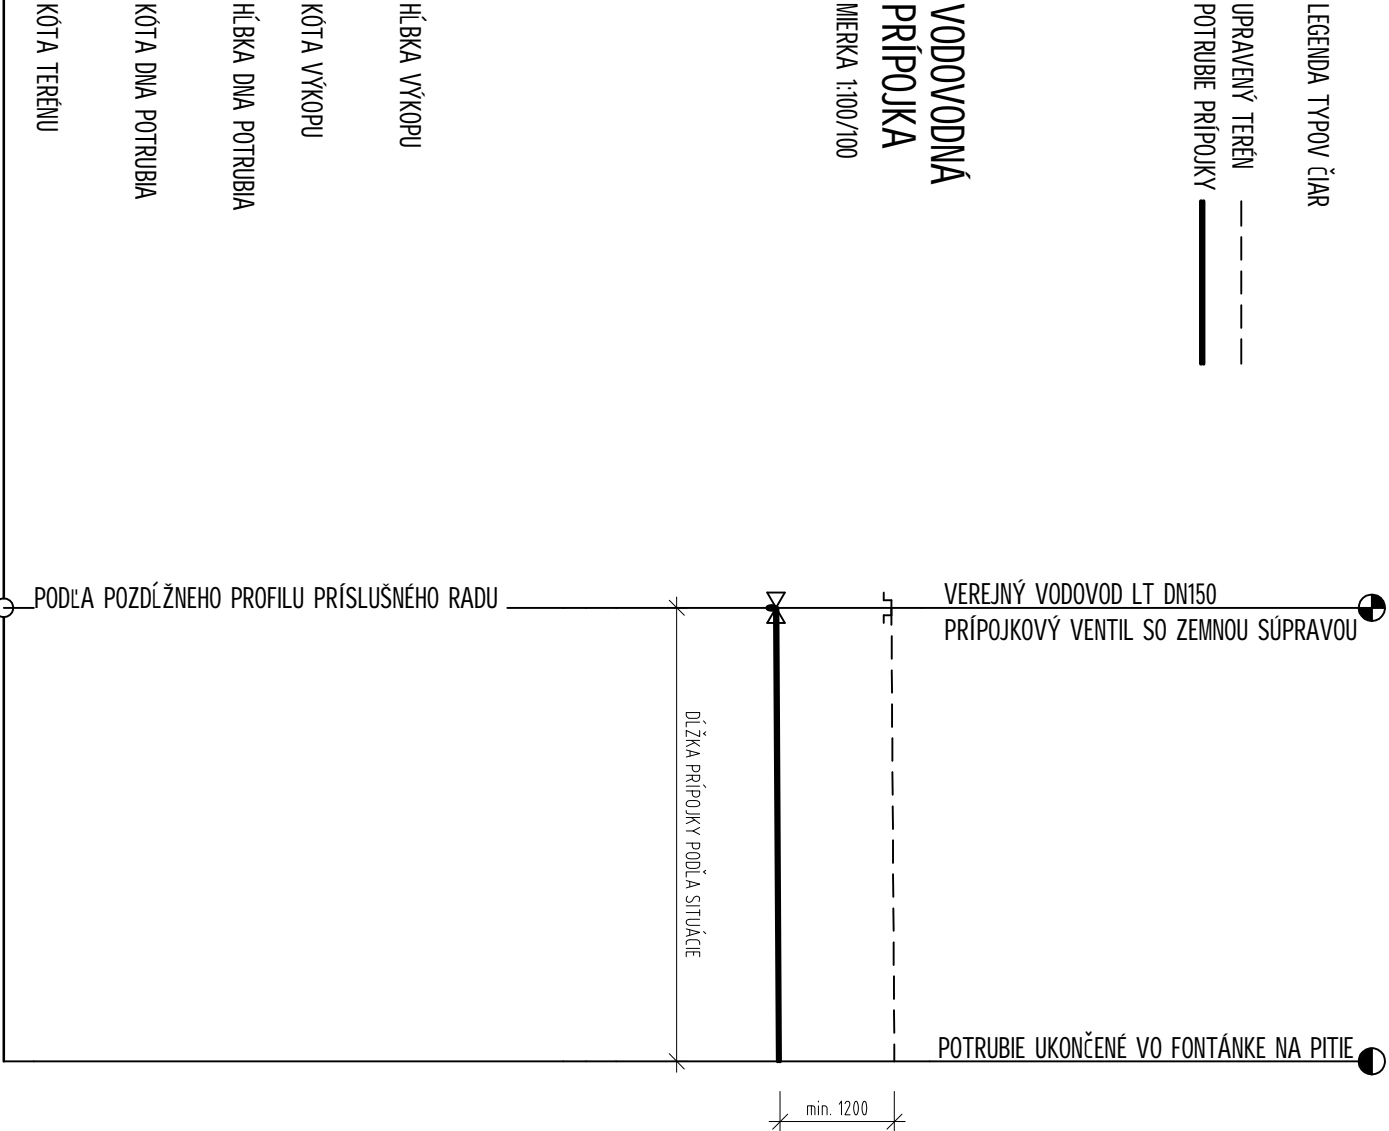 LEGENDA TYPOV ČIAR
UPRAVENÝ TERÉN
POTRUBIE PRÍPOJKY
VODOVODNÁ
PRÍPOJKA
MIERKA 1:100/100
HĹBKA VÝKOPU
KÓTA VÝKOPU
HĹBKA DNA POTRUBIA
KÓTA DNA POTRUBIA
KÓTA TERÉNU
PODĽA POZDĹŽNEHO PROFILU PRÍSLUŠNÉHO RADU
VEREJNÝ VODOVOD LT DN150
PRÍPOJKOVÝ VENTIL SO ZEMNOU SÚPRAVOU
DĹŽKA PRÍPOJKY PODĽA SITUÁCIE
POTRUBIE UKONČENÉ VO FONTÁNKE NA PITIE
min. 1200